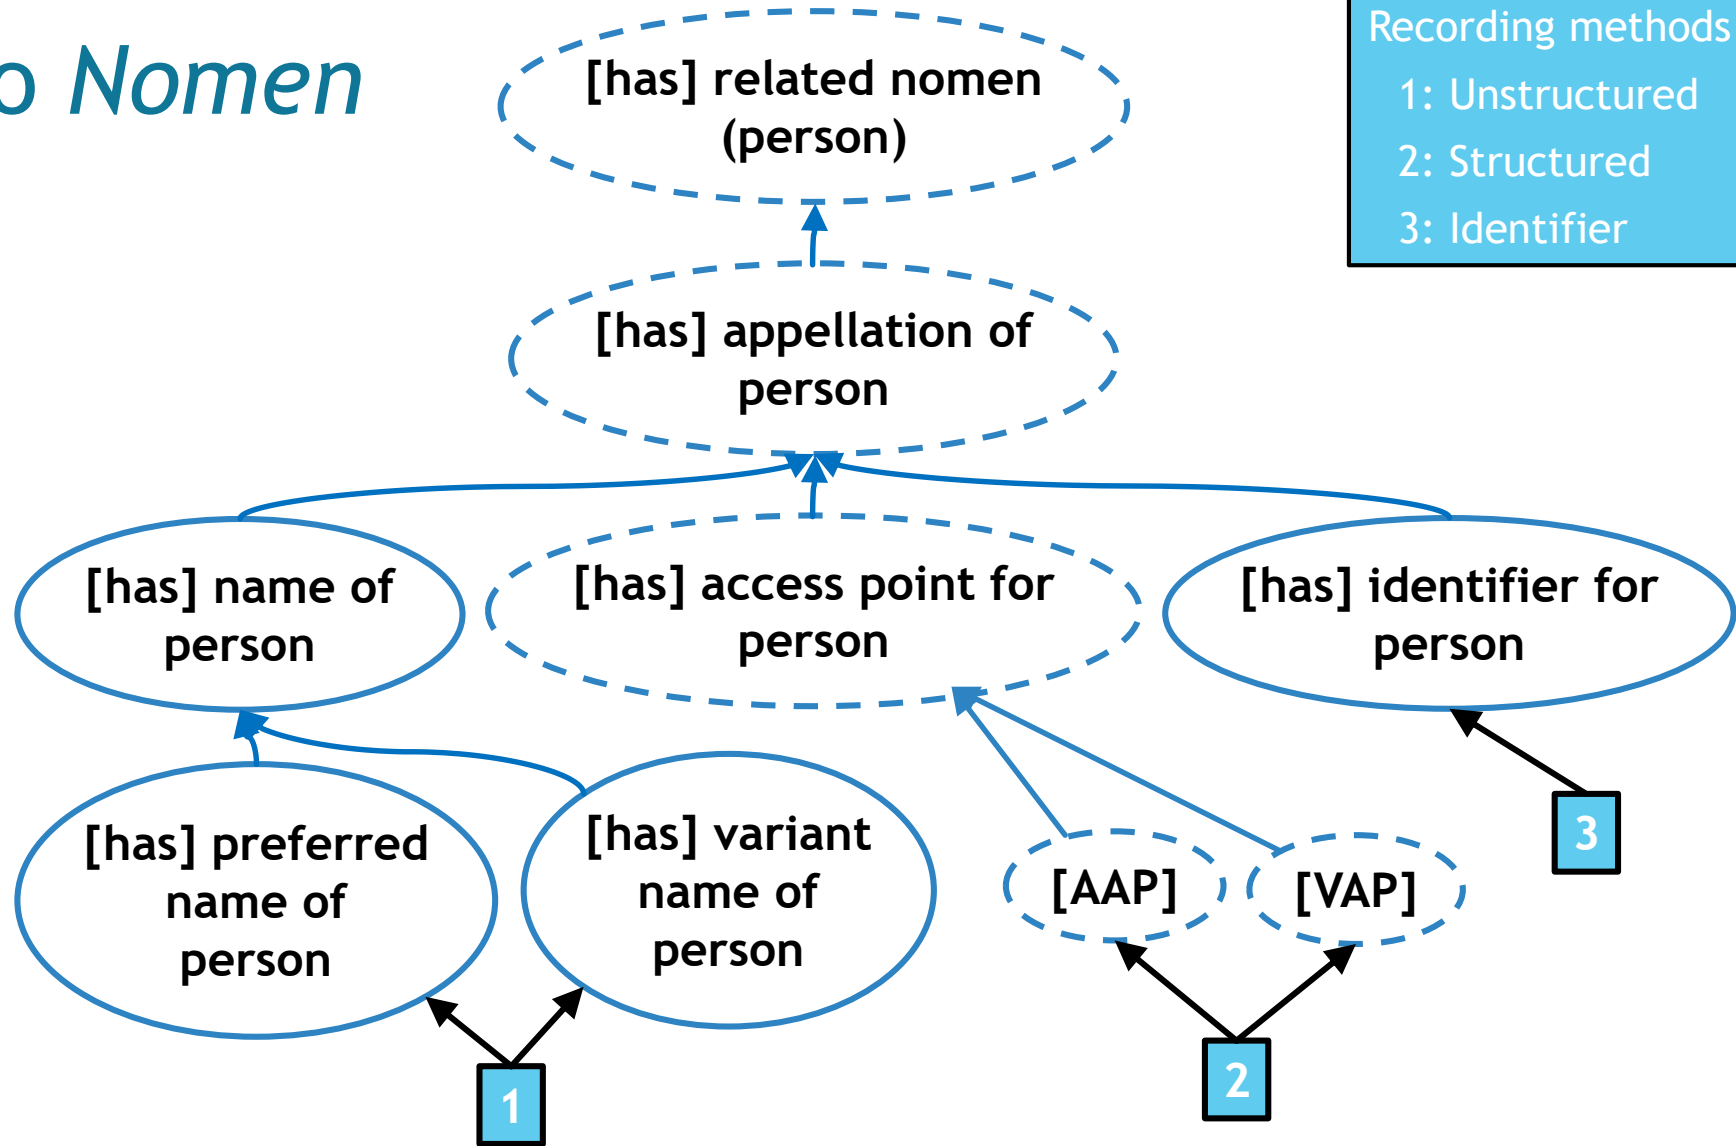 o Nomen
Recording methods
1: Unstructured
2: Structured
3: Identifier
[has] related nomen
(person)
[has] appellation of
person
[has] name of
person
[has] access point for
person
[has] identifier for
person
[has] preferred
name of
person
[has] variant
name of
person
[AAP]
[VAP]
3
1
2